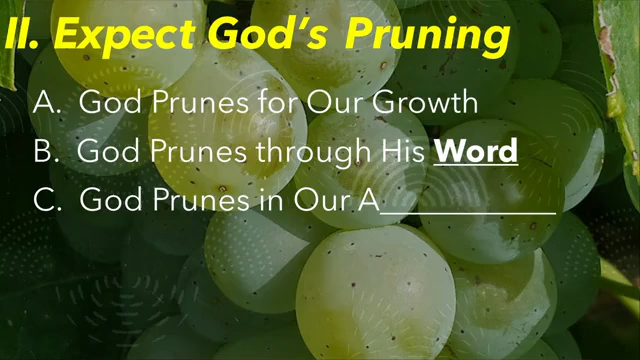 II. Expect God’s Pruning
A. God Prunes for Our Growth
B. God Prunes through His Word
C. God Prunes in Our A___________